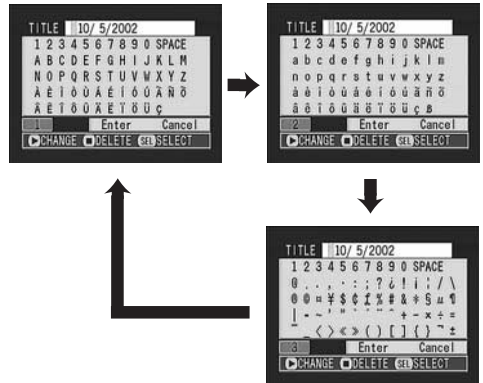 TITLE 10/ 5/2002
1 2 3 4 5 6 7 8 9 0 SPACE
A B C D E F G H I J K L M
N O P Q R S T U V W X Y Z
À È Ì Ò Ù Á É Í Ó Ú Ã Ñ Õ
Â Ê Î Ô Û Ä Ë Ï Ö Ü Ç
1 Enter Cancel
CHANGE DELETE SEL SELECT
TITLE 10/ 5/2002
1 2 3 4 5 6 7 8 9 0 SPACE
a b c d e f g h i j k l m
n o p q r s t u v w x y z
à è ì ò ù á é í ó ú ã ñ õ
â ê î ô û ä ë ï ö ü ç ß
2 Enter Cancel
CHANGE DELETE SEL SELECT
TITLE 10/ 5/2002
1 2 3 4 5 6 7 8 9 0 SPACE
, · : ; ? ¿ ! ¡ / \
¤ ¥ $ ¢ £ % # & * § µ ¶
+ - × ÷ =
_ 〈 〉 « » ( ) [ ] { } ±
3 Enter Cancel
CHANGE DELETE SEL SELECT